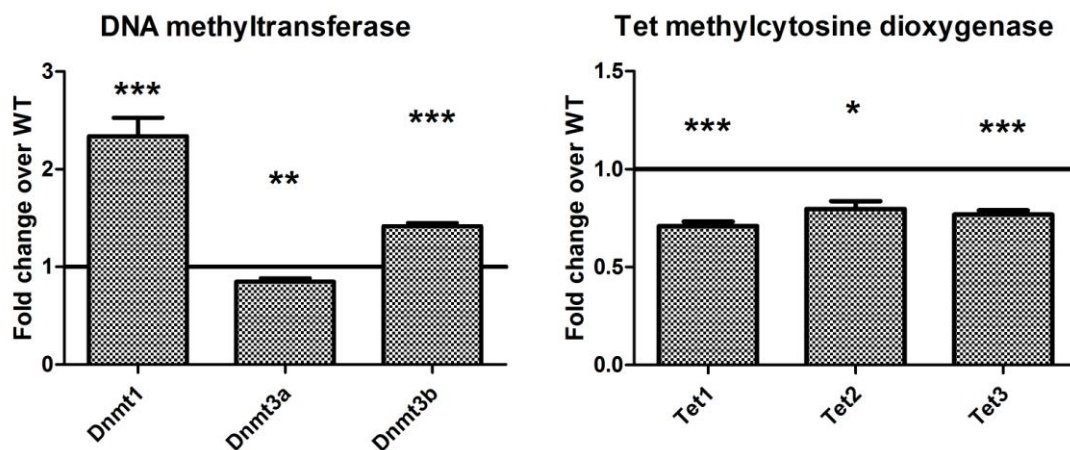 DNA methyltransferase
Fold change over WT
3
2
1
0
***
**
***
Dnmt1
Dnmt3a
Dnmt3b
Tet methylcytosine dioxygenase
Fold change over WT
1.5
1.0
0.5
0.0
***
*
***
Tet1
Tet2
Tet3